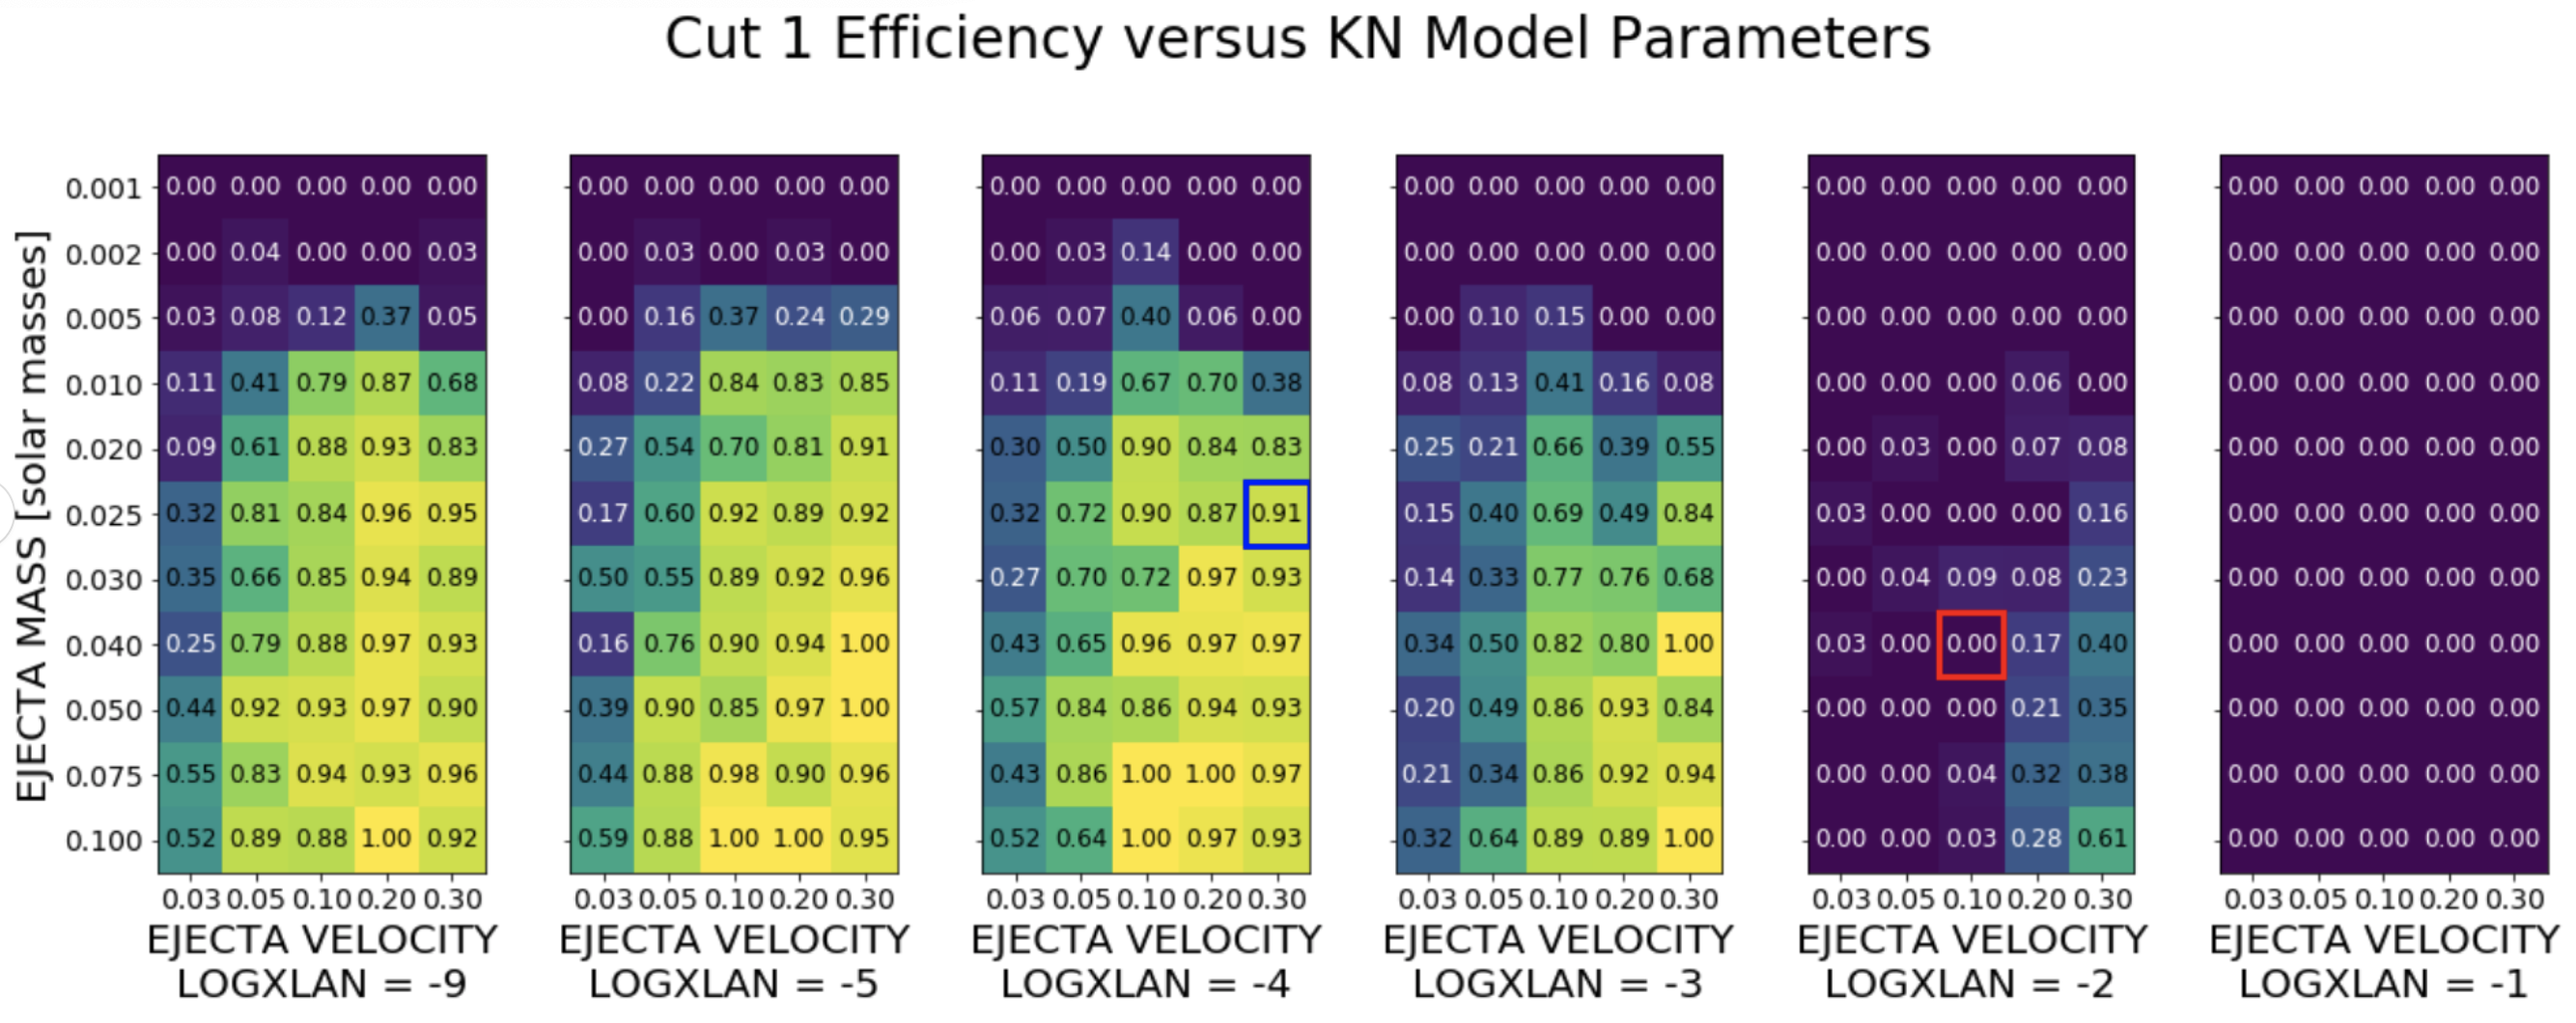 Cut 1 Efficiency versus KN Model Parameters
EJECTA MASS [solar masses]
0.001 0.00 0.00 0.00 0.00 0.00 0.00 0.00 0.00 0.00 0.00 0.00 0.00 0.00 0.00 0.00 0.00 0.00 0.00 0.00 0.00 0.00 0.00 0.00 0.00 0.00 0.00 0.00 0.00 0.00 0.00
0.002 0.00 0.04 0.00 0.00 0.03 0.00 0.03 0.00 0.03 0.00 0.00 0.03 0.14 0.00 0.00 0.00 0.00 0.00 0.00 0.00 0.00 0.00 0.00 0.00 0.00 0.00 0.00 0.00 0.00 0.00
0.005 0.03 0.08 0.12 0.37 0.05 0.00 0.16 0.37 0.24 0.29 0.06 0.07 0.40 0.06 0.00 0.00 0.10 0.15 0.00 0.00 0.00 0.00 0.00 0.00 0.00 0.00 0.00 0.00 0.00 0.00
0.010 0.11 0.41 0.79 0.87 0.68 0.08 0.22 0.84 0.83 0.85 0.11 0.19 0.67 0.70 0.38 0.08 0.13 0.41 0.16 0.08 0.00 0.00 0.00 0.06 0.00 0.00 0.00 0.00 0.00 0.00
0.020 0.09 0.61 0.88 0.93 0.83 0.27 0.54 0.70 0.81 0.91 0.30 0.50 0.90 0.84 0.83 0.25 0.21 0.66 0.39 0.55 0.00 0.03 0.00 0.07 0.08 0.00 0.00 0.00 0.00 0.00
0.025 0.32 0.81 0.84 0.96 0.95 0.17 0.60 0.92 0.89 0.92 0.32 0.72 0.90 0.87 0.91 0.15 0.40 0.69 0.49 0.84 0.03 0.00 0.00 0.00 0.16 0.00 0.00 0.00 0.00 0.00
0.030 0.35 0.66 0.85 0.94 0.89 0.50 0.55 0.89 0.92 0.96 0.27 0.70 0.72 0.97 0.93 0.14 0.33 0.77 0.76 0.68 0.00 0.04 0.09 0.08 0.23 0.00 0.00 0.00 0.00 0.00
0.040 0.25 0.79 0.88 0.97 0.93 0.16 0.76 0.90 0.94 1.00 0.43 0.65 0.96 0.97 0.97 0.34 0.50 0.82 0.80 1.00 0.03 0.00 0.00 0.17 0.40 0.00 0.00 0.00 0.00 0.00
0.050 0.44 0.92 0.93 0.97 0.90 0.39 0.90 0.85 0.97 1.00 0.57 0.84 0.86 0.94 0.93 0.20 0.49 0.86 0.93 0.84 0.00 0.00 0.00 0.21 0.35 0.00 0.00 0.00 0.00 0.00
0.075 0.55 0.83 0.94 0.93 0.96 0.44 0.88 0.98 0.90 0.96 0.43 0.86 1.00 1.00 0.97 0.21 0.34 0.86 0.92 0.94 0.00 0.00 0.04 0.32 0.38 0.00 0.00 0.00 0.00 0.00
0.100 0.52 0.89 0.88 1.00 0.92 0.59 0.88 1.00 1.00 0.95 0.52 0.64 1.00 0.97 0.93 0.32 0.64 0.89 0.89 1.00 0.00 0.00 0.03 0.28 0.61 0.00 0.00 0.00 0.00 0.00
0.03 0.05 0.10 0.20 0.30 0.03 0.05 0.10 0.20 0.30 0.03 0.05 0.10 0.20 0.30 0.03 0.05 0.10 0.20 0.30 0.03 0.05 0.10 0.20 0.30 0.03 0.05 0.10 0.20 0.30
EJECTA VELOCITY EJECTA VELOCITY EJECTA VELOCITY EJECTA VELOCITY EJECTA VELOCITY EJECTA VELOCITY
LOGXLAN = -9 LOGXLAN = -5 LOGXLAN = -4 LOGXLAN = -3 LOGXLAN = -2 LOGXLAN = -1